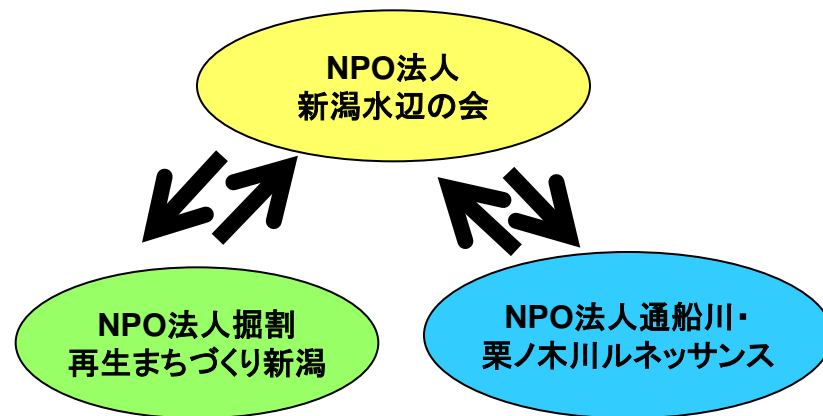 NPO法人
新潟水辺の会
NPO法人掘割
再生まちづくり新潟
NPO法人通船川・
栗ノ木川ルネッサンス